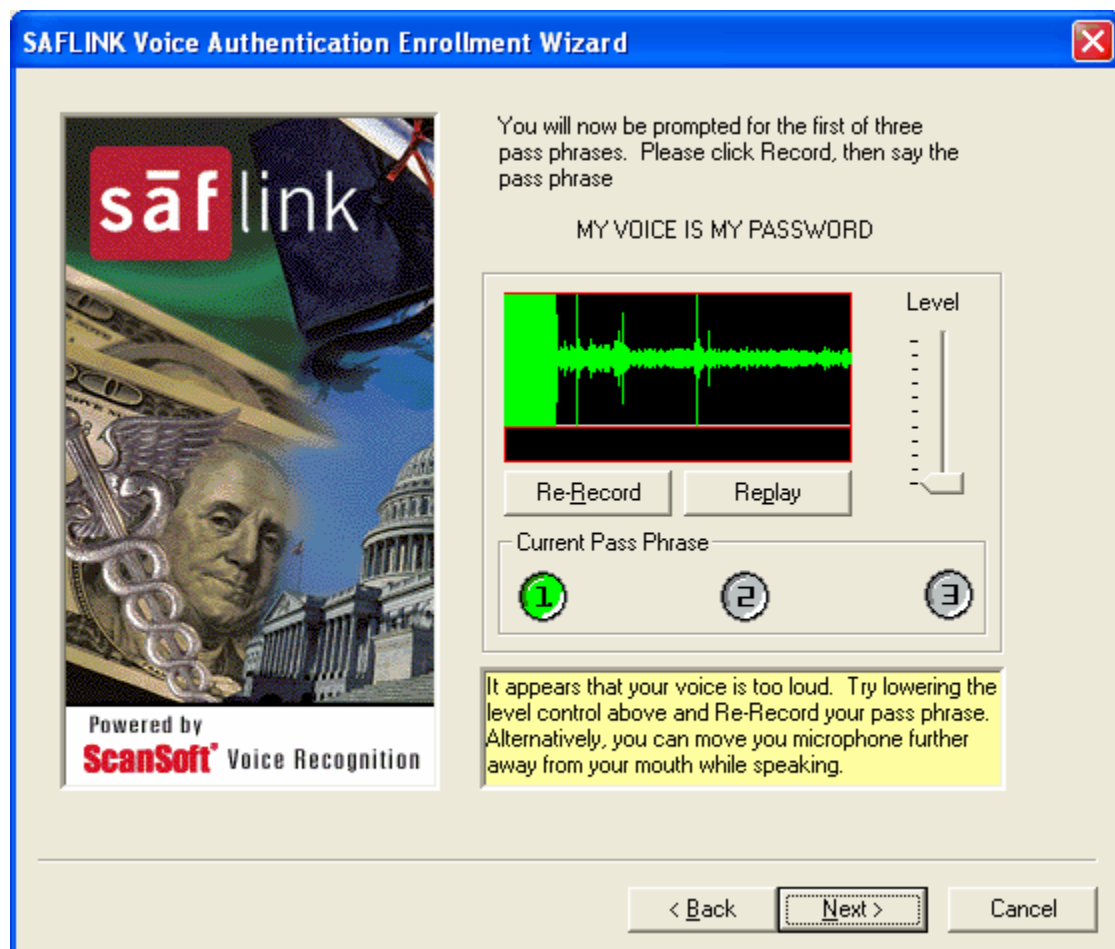 SAFLINK Voice Authentication Enrollment Wizard
sāflink
You will now be prompted for the first of three
pass phrases.  Please click Record, then say the
pass phrase
MY VOICE IS MY PASSWORD
Level
Re-Record
Replay
Current Pass Phrase
1
2
3
It appears that your voice is too loud.  Try lowering the
level control above and Re-Record your pass phrase.
Alternatively, you can move you microphone further
away from your mouth while speaking.
Powered by
ScanSoft Voice Recognition
< Back
Next >
Cancel